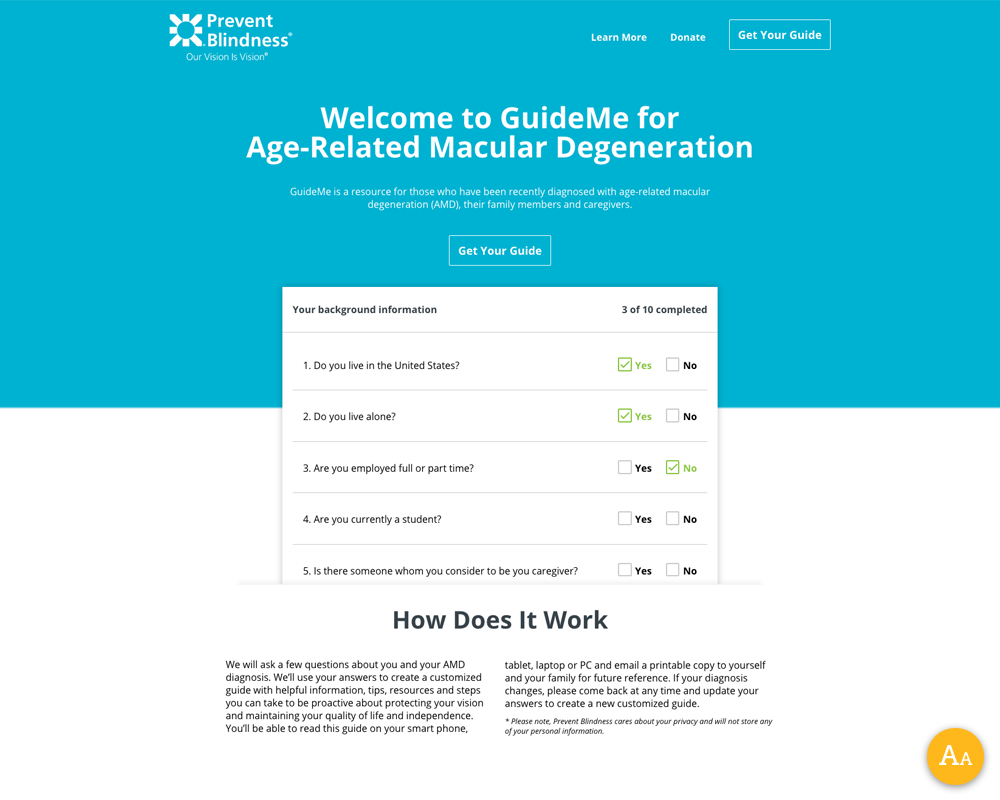 Prevent
Blindness®
Our Vision Is Vision®
Learn More
Donate
Get Your Guide
Welcome to GuideMe for
Age-Related Macular Degeneration
GuideMe is a resource for those who have been recently diagnosed with age-related macular
degeneration (AMD), their family members and caregivers.
Get Your Guide
Your background information
3 of 10 completed
1. Do you live in the United States?
Yes
No
2. Do you live alone?
Yes
No
3. Are you employed full or part time?
Yes
No
4. Are you currently a student?
Yes
No
5. Is there someone whom you consider to be you caregiver?
Yes
No
How Does It Work
We will ask a few questions about you and your AMD
diagnosis. We'll use your answers to create a customized
guide with helpful information, tips, resources and steps
you can take to be proactive about protecting your vision
and maintaining your quality of life and independence.
You'll be able to read this guide on your smart phone,
tablet, laptop or PC and email a printable copy to yourself
and your family for future reference. If your diagnosis
changes, please come back at any time and update your
answers to create a new customized guide.
* Please note, Prevent Blindness cares about your privacy and will not store any
of your personal information.
AA